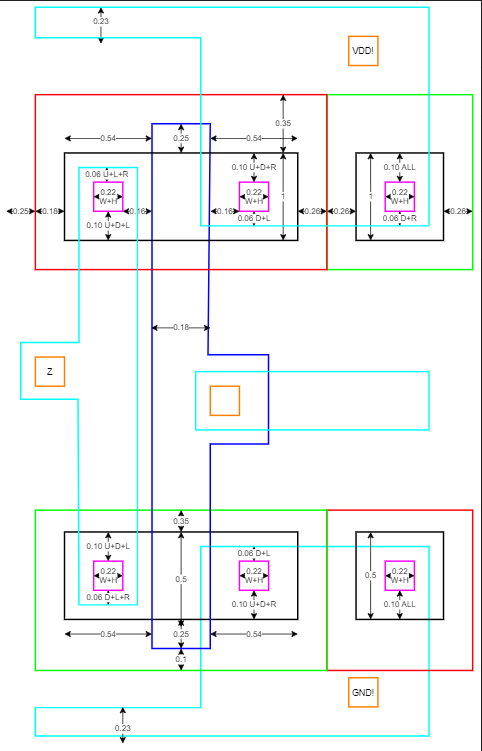 0.23
VDD!
0.35
0.54
0.25
0.54
0.06 U+L+R
0.10 U+D+R
0.10 ALL
0.22
W+H
0.22
W+H
1
1
0.22
W+H
0.25
0.18
0.16
0.16
0.26
0.26
0.26
0.10 U+D+L
0.06 D+L
0.06 D+R
0.18
Z
0.35
0.10 U+D+L
0.06 D+L
0.22
W+H
0.5
0.22
W+H
0.5
0.22
W+H
0.06 D+L+R
0.10 U+D+R
0.10 ALL
0.54
0.25
0.54
0.1
GND!
0.23